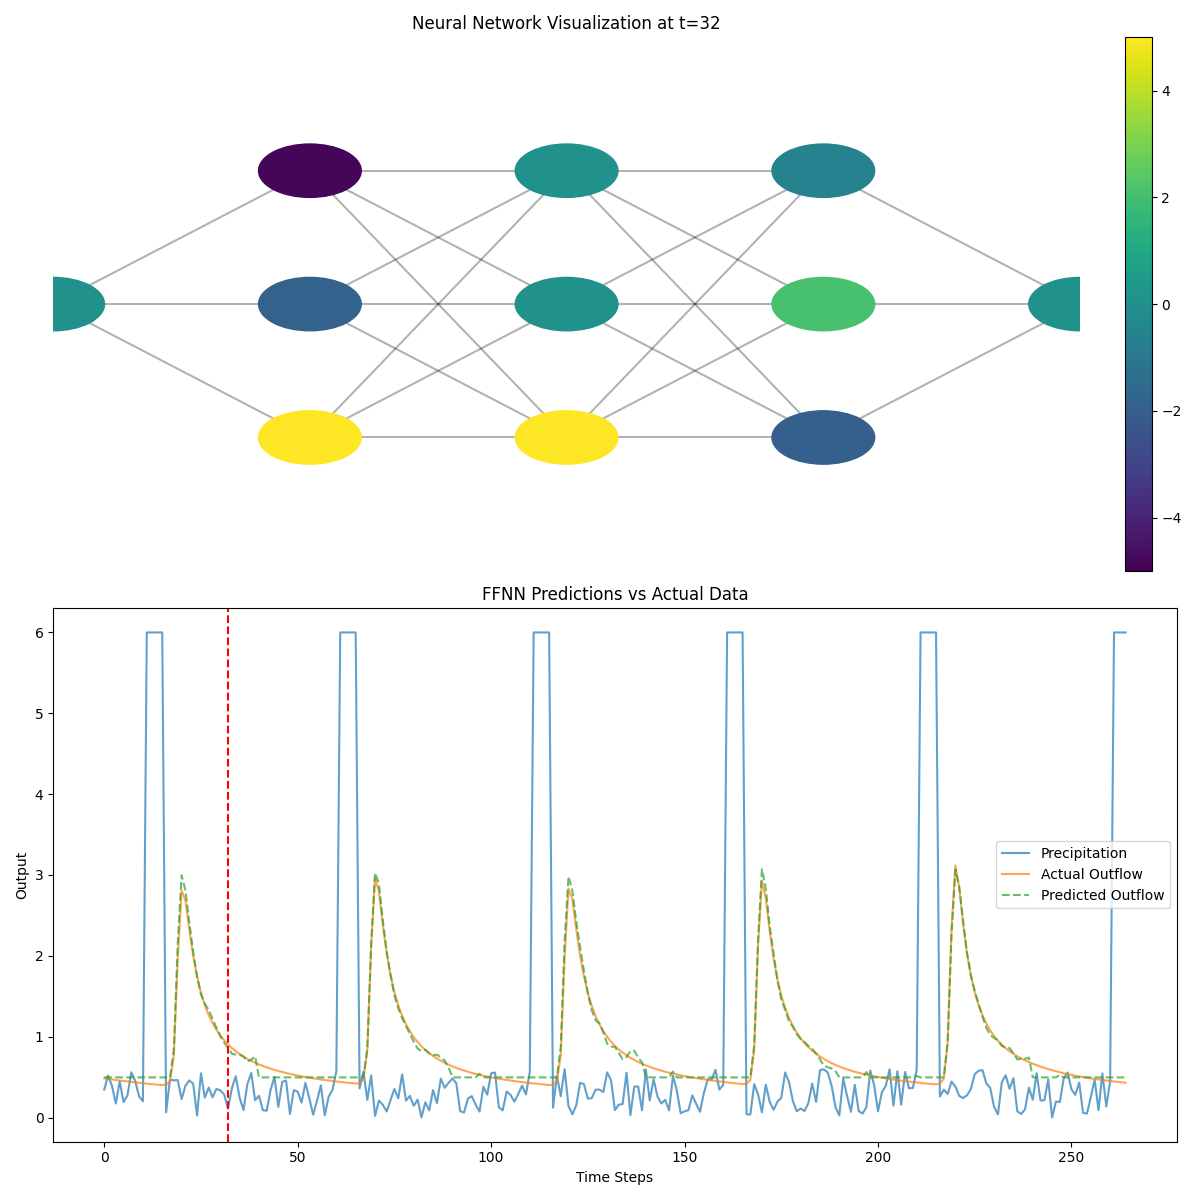 Neural Network Visualization at t=32
4
2
0
−2
−4
FFNN Predictions vs Actual Data
Output
6
5
4
3
2
1
0
Precipitation
Actual Outflow
Predicted Outflow
0 50 100 150 200 250
Time Steps